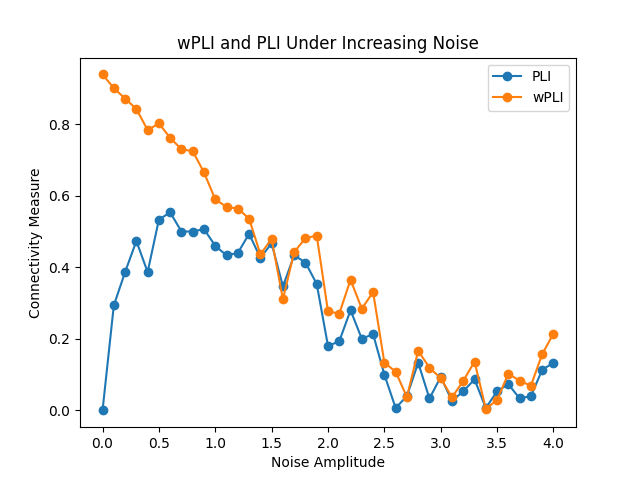 wPLI and PLI Under Increasing Noise
PLI
wPLI
Connectivity Measure
0.8
0.6
0.4
0.2
0.0
0.0 0.5 1.0 1.5 2.0 2.5 3.0 3.5 4.0
Noise Amplitude